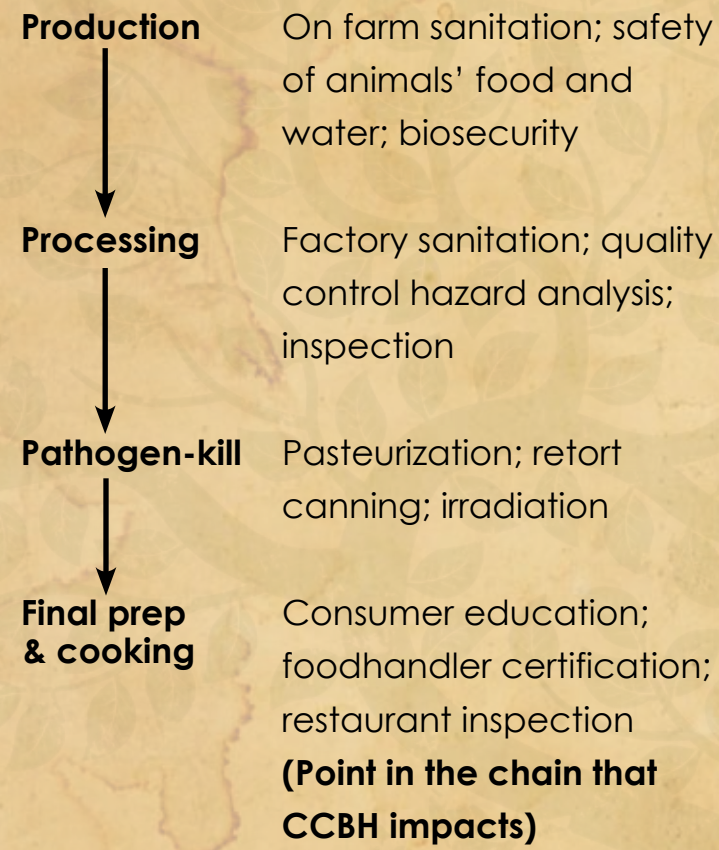 Production On farm sanitation; safety
of animals’ food and
water; biosecurity
Processing Factory sanitation; quality
control hazard analysis;
inspection
Pathogen-kill Pasteurization; retort
canning; irradiation
Final prep Consumer education;
& cooking foodhandler certification;
restaurant inspection
(Point in the chain that
CCBH impacts)